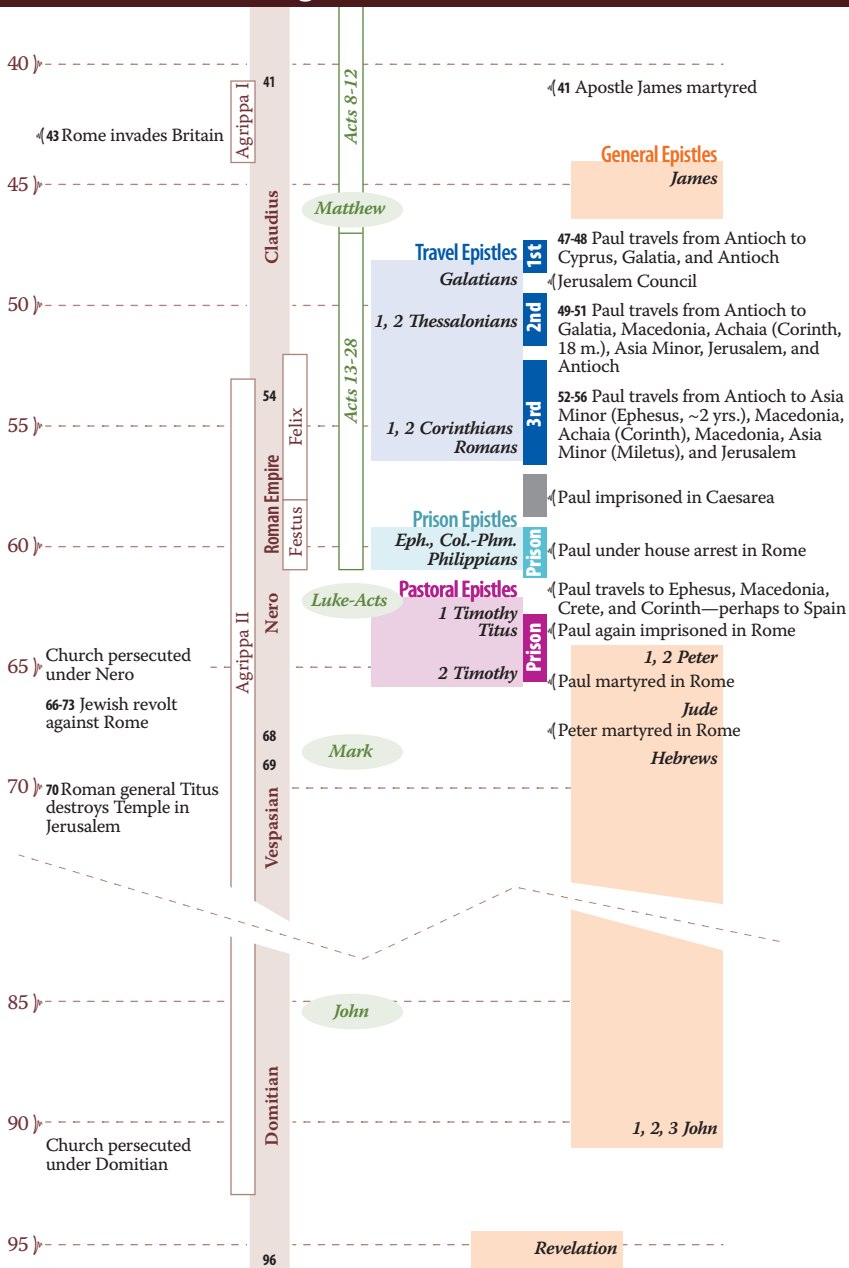 40
41
41 Apostle James martyred
Agrippa I
Acts 8-12
43 Rome invades Britain
General Epistles
James
45
Matthew
Claudius
47-48 Paul travels from Antioch to
Cyprus, Galatia, and Antioch
1st
Travel Epistles
Galatians
Jerusalem Council
50
1, 2 Thessalonians
2nd
49-51 Paul travels from Antioch to
Galatia, Macedonia, Achaia (Corinth,
18 m.), Asia Minor, Jerusalem, and
Antioch
Acts 13-28
54
52-56 Paul travels from Antioch to Asia
Minor (Ephesus, ~2 yrs.), Macedonia,
Achaia (Corinth), Macedonia, Asia
Minor (Miletus), and Jerusalem
3rd
55
Felix
1, 2 Corinthians
Romans
Roman Empire
Paul imprisoned in Caesarea
Festus
Prison Epistles
60
Eph., Col.-Phm.
Philippians
Prison
Paul under house arrest in Rome
Pastoral Epistles
Luke-Acts
Nero
1 Timothy
Titus
Paul travels to Ephesus, Macedonia,
Crete, and Corinth—perhaps to Spain
Paul again imprisoned in Rome
Prison
Agrippa II
65
Church persecuted
under Nero
2 Timothy
1, 2 Peter
Paul martyred in Rome
66-73 Jewish revolt
against Rome
Jude
68
Peter martyred in Rome
Mark
69
Hebrews
70
70 Roman general Titus
destroys Temple in
Jerusalem
Vespasian
85
John
Domitian
90
1, 2, 3 John
Church persecuted
under Domitian
95
Revelation
96